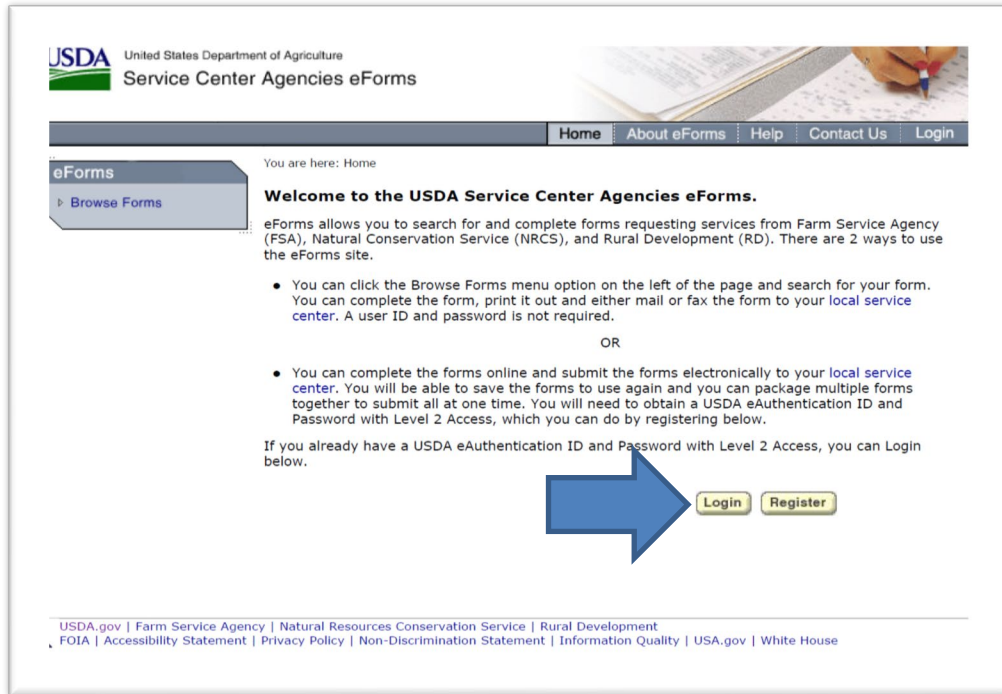 USDA
United States Department of Agriculture
Service Center Agencies eForms
Home About eForms Help Contact Us Login
eForms
Browse Forms
You are here: Home
Welcome to the USDA Service Center Agencies eForms.
eForms allows you to search for and complete forms requesting services from Farm Service Agency
(FSA), Natural Conservation Service (NRCS), and Rural Development (RD). There are 2 ways to use
the eForms site.
• You can click the Browse Forms menu option on the left of the page and search for your form.
You can complete the form, print it out and either mail or fax the form to your local service
center. A user ID and password is not required.
OR
• You can complete the forms online and submit the forms electronically to your local service
center. You will be able to save the forms to use again and you can package multiple forms
together to submit all at one time. You will need to obtain a USDA eAuthentication ID and
Password with Level 2 Access, which you can do by registering below.
If you already have a USDA eAuthentication ID and Password with Level 2 Access, you can Login
below.
Login Register
USDA.gov | Farm Service Agency | Natural Resources Conservation Service | Rural Development
FOIA | Accessibility Statement | Privacy Policy | Non-Discrimination Statement | Information Quality | USA.gov | White House